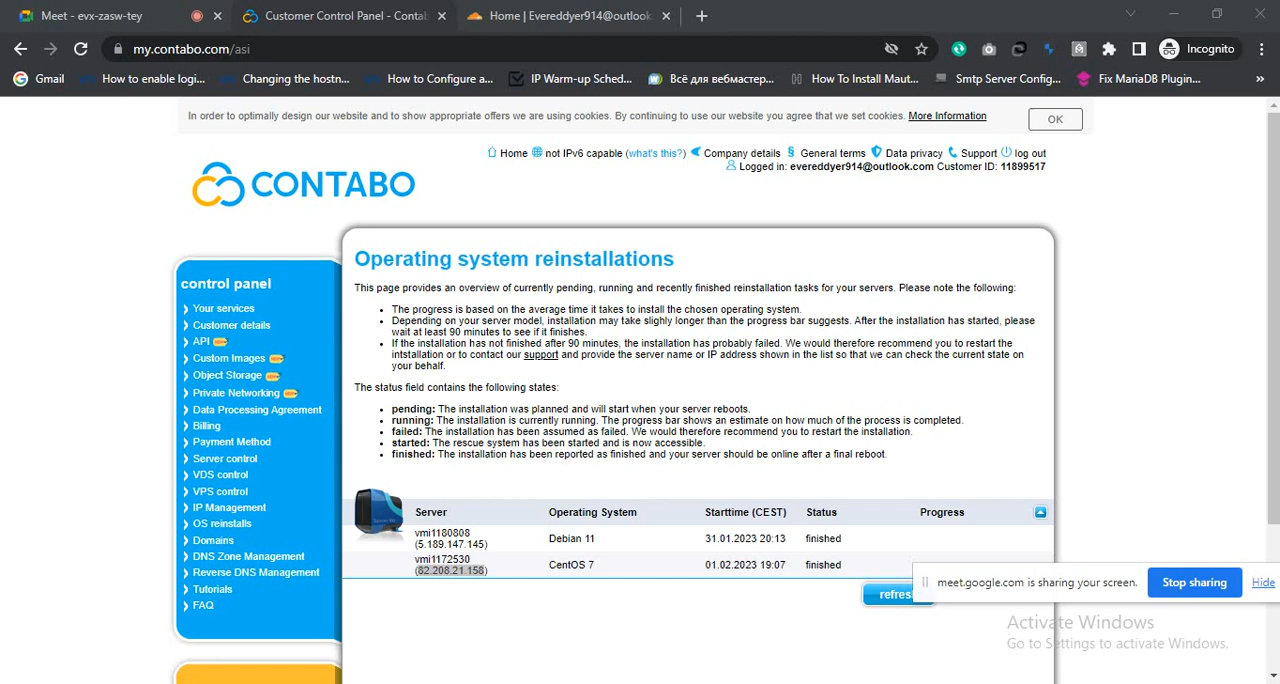 Meet - evx-zasw-tey
Customer Control Panel - Conta
Home | Evereddyer914@outlook
my.contabo.com/asi
Incognito
Gmail
How to enable logi...
Changing the hostn...
How to Configure a...
IP Warm-up Sched...
Всё для вебмастер...
How To Install Maut...
Smtp Server Config...
Fix MariaDB Plugin...
»
In order to optimally design our website and to show appropriate offers we are using cookies. By continuing to use our website you agree that we set cookies. More Information
OK
Home not IPv6 capable (what's this?) Company details § General terms Data privacy Support log out
Logged in: evereddyer914@outlook.com Customer ID: 11899517
CONTABO
control panel
Your services
Customer details
API
Custom Images
Object Storage
Private Networking
Data Processing Agreement
Billing
Payment Method
Server control
VDS control
VPS control
IP Management
OS reinstalls
Domains
DNS Zone Management
Reverse DNS Management
Tutorials
FAQ
Operating system reinstallations
This page provides an overview of currently pending, running and recently finished reinstallation tasks for your servers. Please note the following:
The progress is based on the average time it takes to install the chosen operating system.
Depending on your server model, installation may take slighly longer than the progress bar suggests. After the installation has started, please
wait at least 90 minutes to see if it finishes.
If the installation has not finished after 90 minutes, the installation has probably failed. We would therefore recommend you to restart the
intstallation or to contact our support and provide the server name or IP address shown in the list so that we can check the current state on
your behalf.
The status field contains the following states:
pending: The installation was planned and will start when your server reboots.
running: The installation is currently running. The progress bar shows an estimate on how much of the process is completed.
failed: The installation has been assumed as failed. We would therefore recommend you to restart the installation.
started: The rescue system has been started and is now accessible.
finished: The installation has been reported as finished and your server should be online after a final reboot.
Server Operating System Starttime (CEST) Status Progress
vmi1180808
(5.189.147.145) Debian 11 31.01.2023 20:13 finished
vmi1172530
(82.208.21.158) CentOS 7 01.02.2023 19:07 finished
refresh
meet.google.com is sharing your screen. Stop sharing Hide
Activate Windows
Go to Settings to activate Windows.